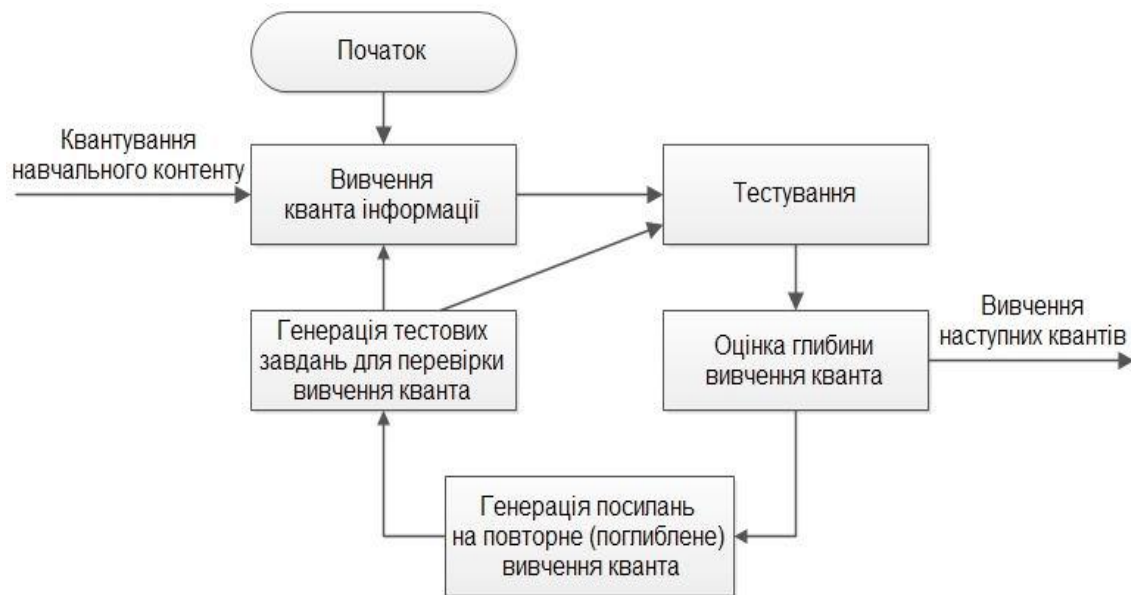 Початок
Квантування
навчального контенту
Вивчення
кванта інформації
Тестування
Генерація тестових
завдань для перевірки
вивчення кванта
Оцінка глибини
вивчення кванта
Вивчення
наступних квантів
Генерація посилань
на повторне (поглиблене)
вивчення кванта